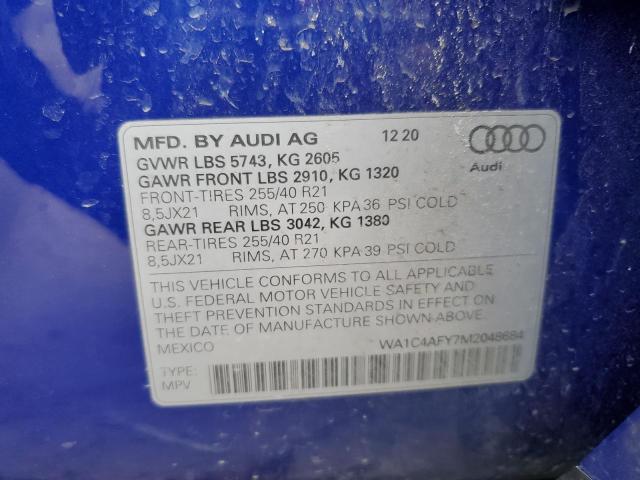 MFD. BY AUDI AG 12 20
GVWR LBS 5743, KG 2605
GAWR FRONT LBS 2910, KG 1320
FRONT-TIRES 255/40 R21
8,5JX21 RIMS, AT 250 KPA 36 PSI COLD
GAWR REAR LBS 3042, KG 1380
REAR-TIRES 255/40 R21
8,5JX21 RIMS, AT 270 KPA 39 PSI COLD
Audi
THIS VEHICLE CONFORMS TO ALL APPLICABLE
U.S. FEDERAL MOTOR VEHICLE SAFETY AND
THEFT PREVENTION STANDARDS IN EFFECT ON
THE DATE OF MANUFACTURE SHOWN ABOVE.
MEXICO WA1C4AFY7M2048684
TYPE:
MPV